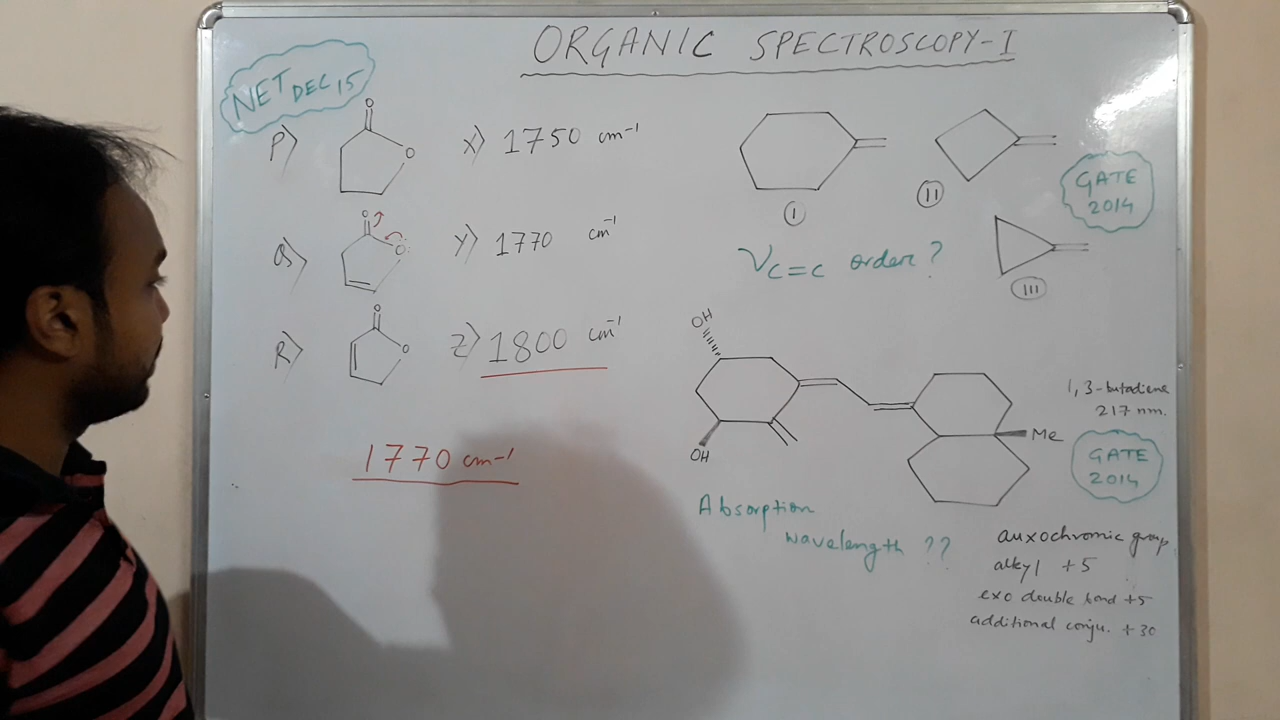 ORGANIC SPECTROSCOPY-I
NET DEC 15
P)
O
O
X) 1750 cm⁻¹
Q)
O
O
Y) 1770 cm⁻¹
R)
O
O
Z) 1800 cm⁻¹
1770 cm⁻¹
I
II
III
GATE
2014
νC=C order?
OH
OH
Me
1,3-butadiene
217 nm.
GATE
2014
Absorption
wavelength ??
auxochromic group
alkyl +5
exo double bond +5
additional conju. +30